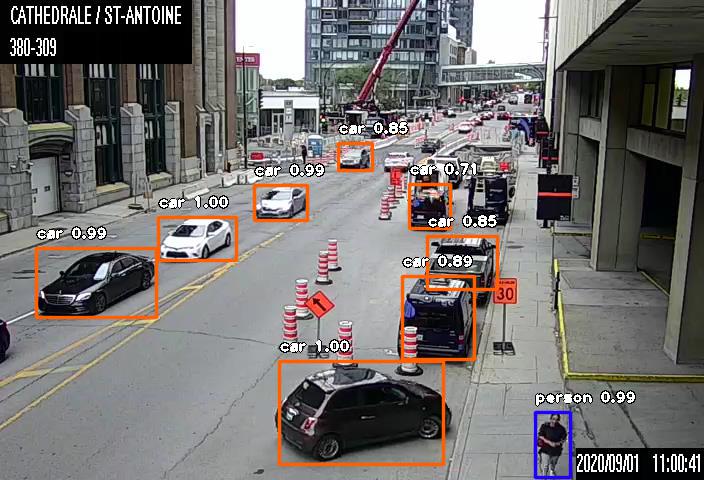 CATHEDRALE / ST-ANTOINE
380-309
car 0.85
car 0.99
car 0.71
car 1.00
car 0.85
car 0.99
car 0.89
30
car 1.00
person 0.99
2020/09/01 11:00:41